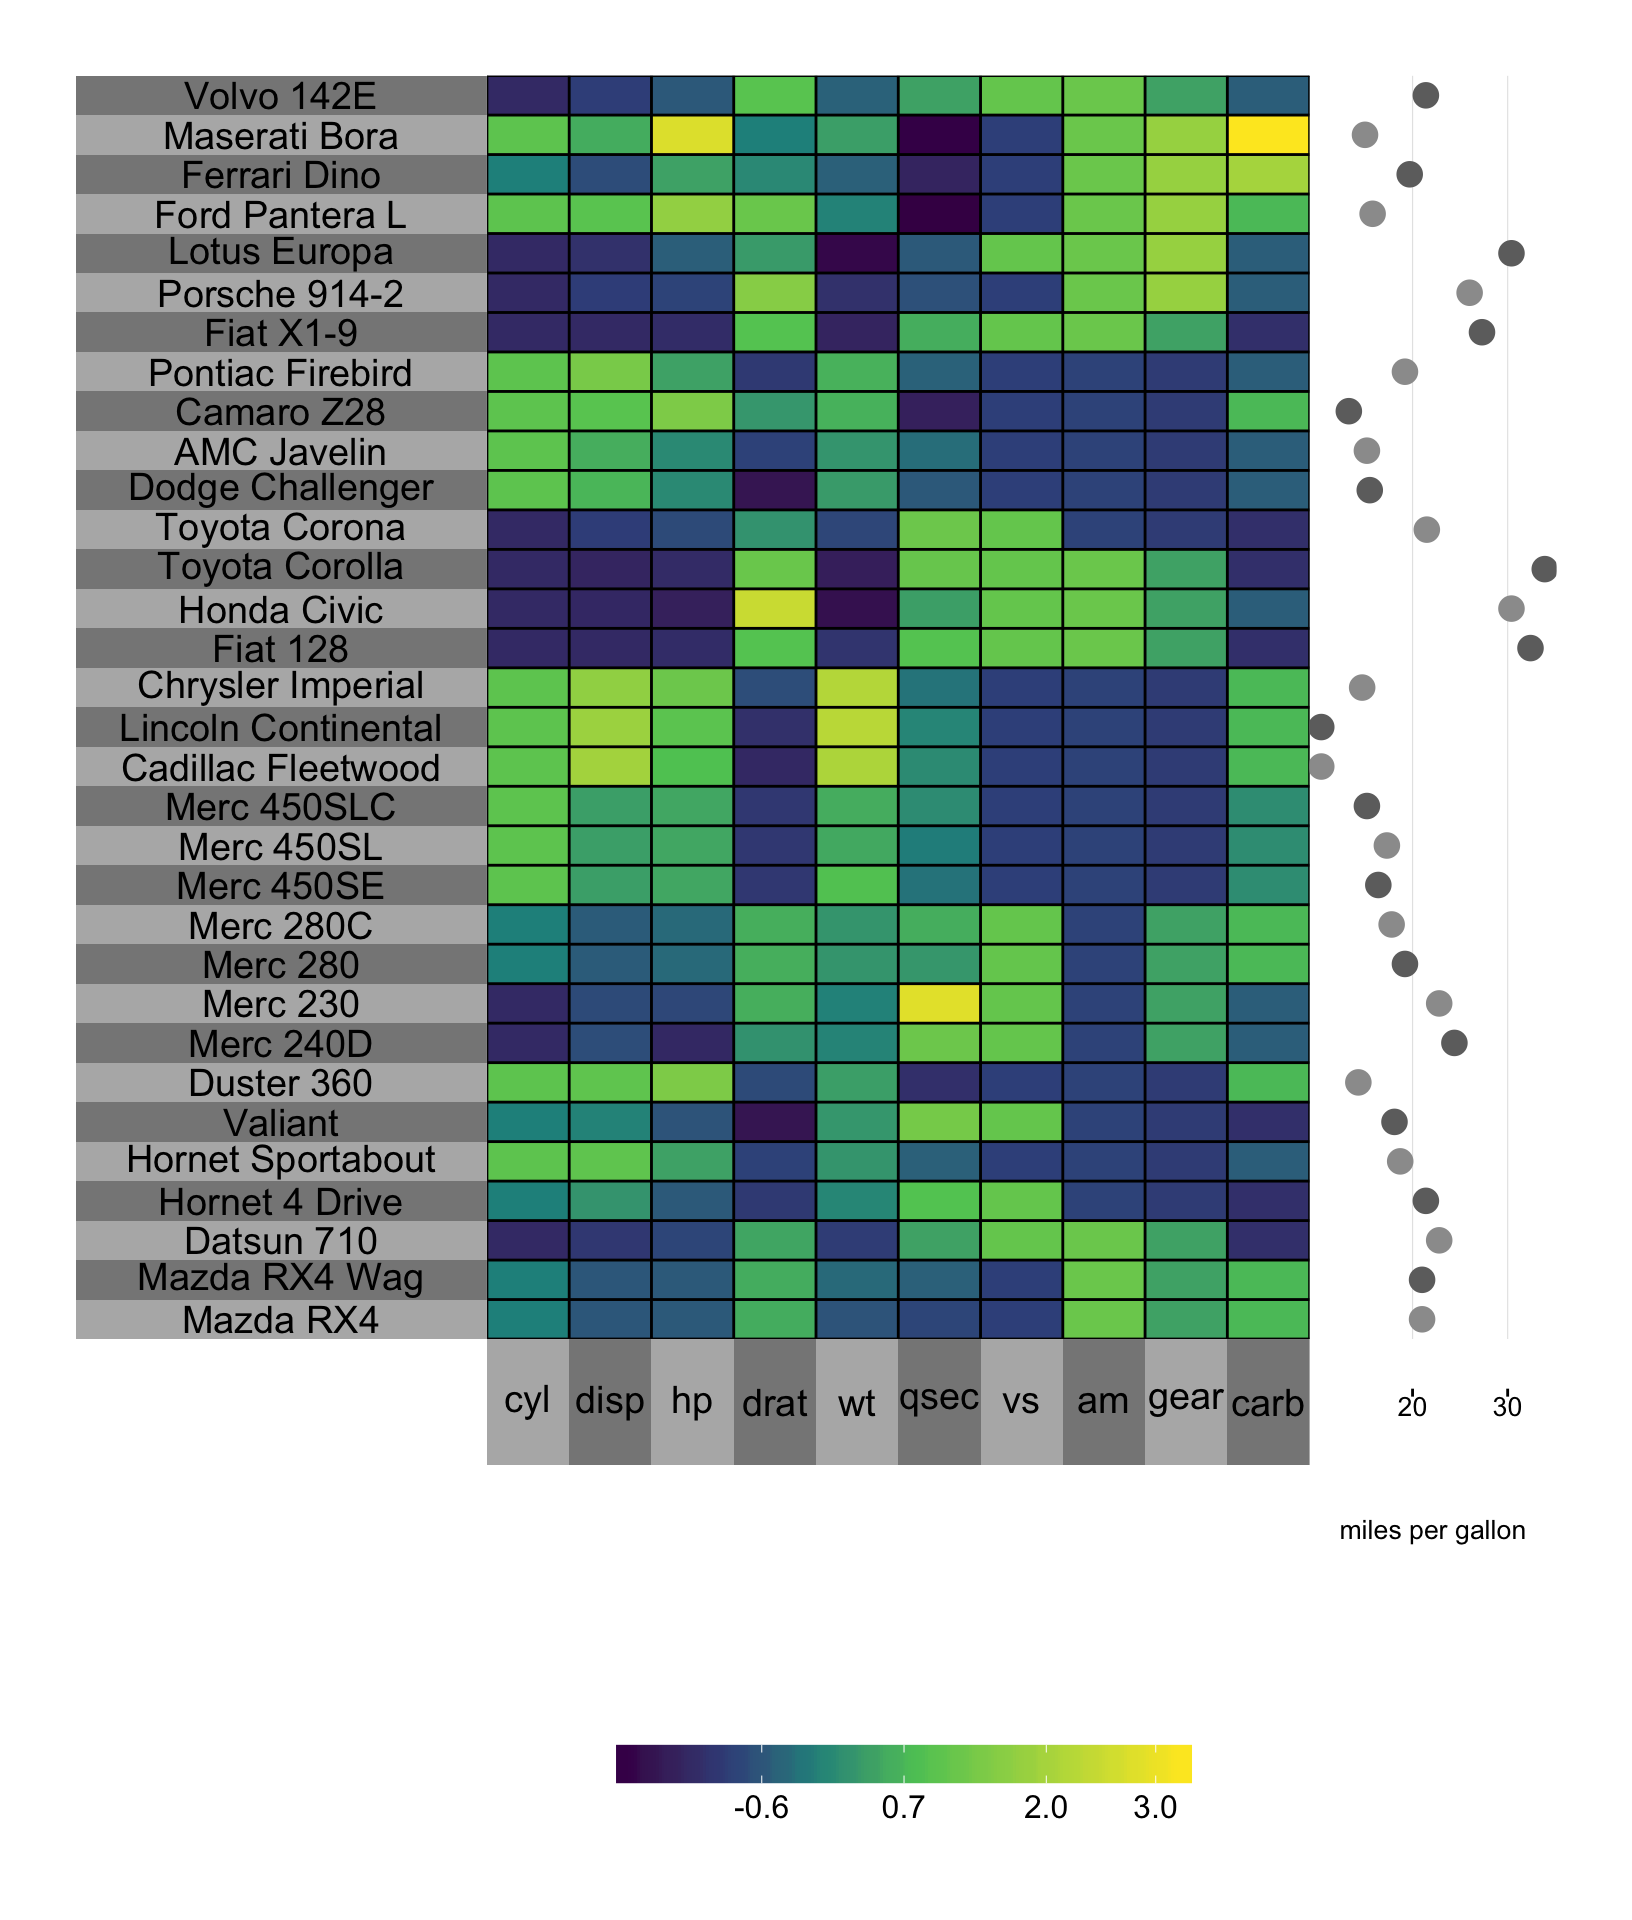 Volvo 142E
Maserati Bora
Ferrari Dino
Ford Pantera L
Lotus Europa
Porsche 914-2
Fiat X1-9
Pontiac Firebird
Camaro Z28
AMC Javelin
Dodge Challenger
Toyota Corona
Toyota Corolla
Honda Civic
Fiat 128
Chrysler Imperial
Lincoln Continental
Cadillac Fleetwood
Merc 450SLC
Merc 450SL
Merc 450SE
Merc 280C
Merc 280
Merc 230
Merc 240D
Duster 360
Valiant
Hornet Sportabout
Hornet 4 Drive
Datsun 710
Mazda RX4 Wag
Mazda RX4
cyl disp hp drat wt qsec vs am gear carb 20 30
miles per gallon
-0.6 0.7 2.0 3.0